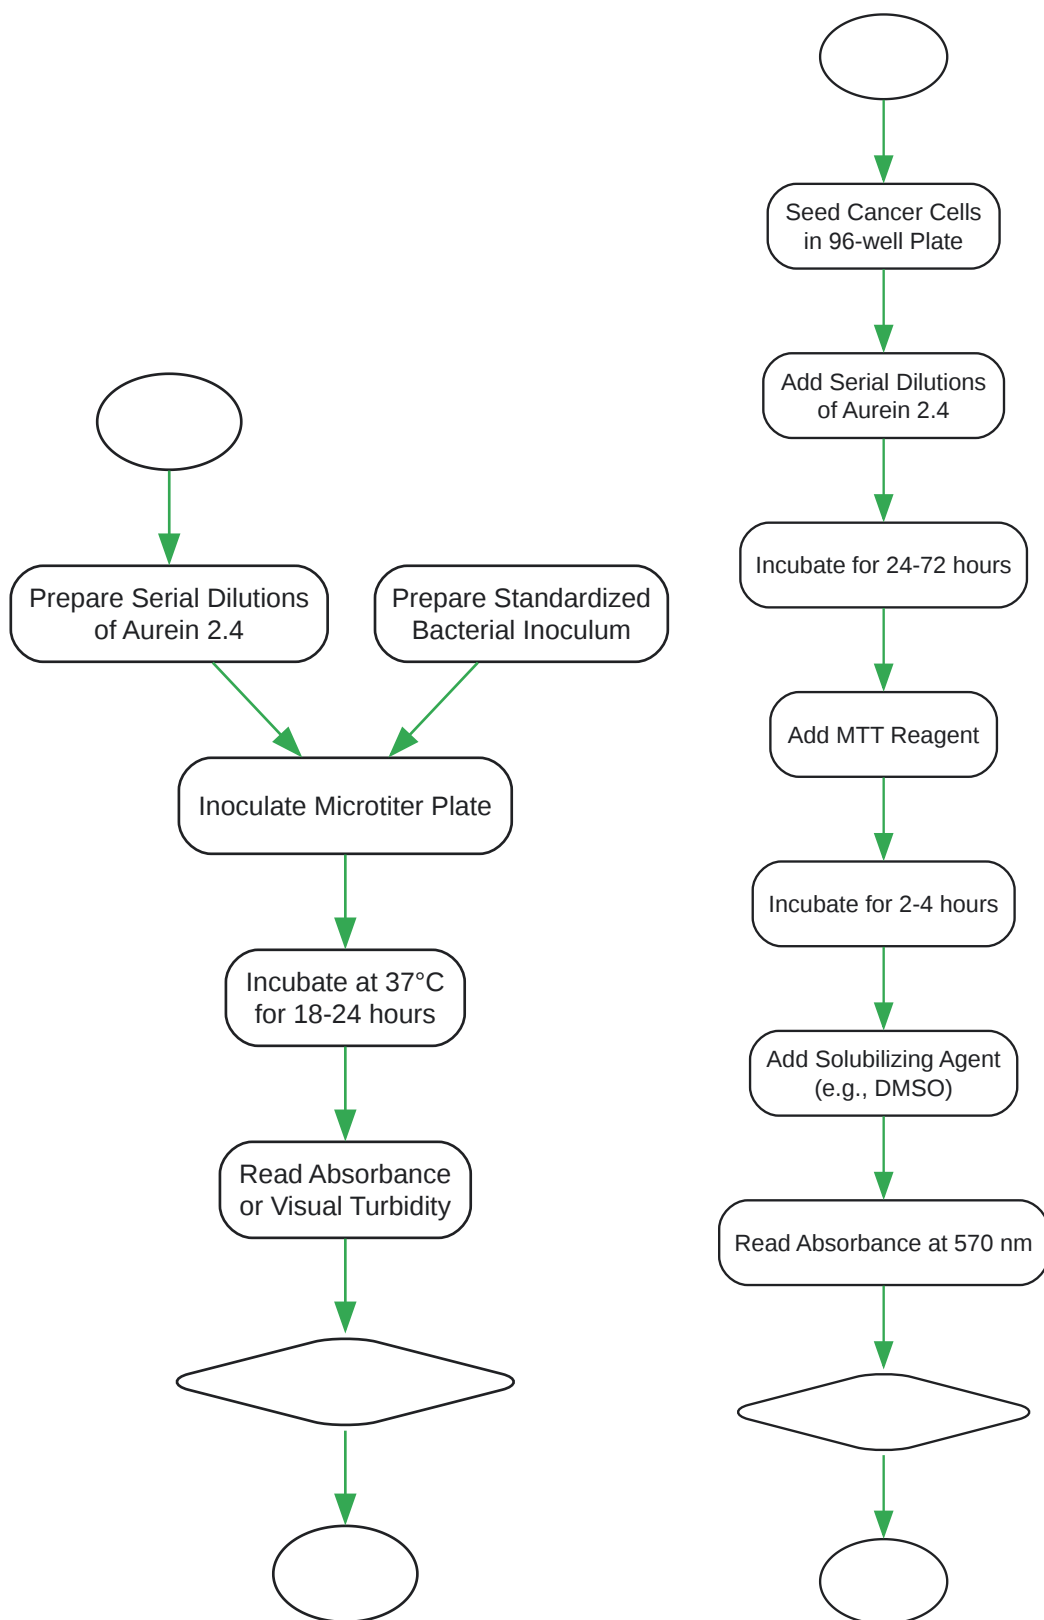 Prepare Serial Dilutions
of Aurein 2.4
Prepare Standardized
Bacterial Inoculum
Inoculate Microtiter Plate
Incubate at 37°C
for 18-24 hours
Read Absorbance
or Visual Turbidity
Seed Cancer Cells
in 96-well Plate
Add Serial Dilutions
of Aurein 2.4
Incubate for 24-72 hours
Add MTT Reagent
Incubate for 2-4 hours
Add Solubilizing Agent
(e.g., DMSO)
Read Absorbance at 570 nm